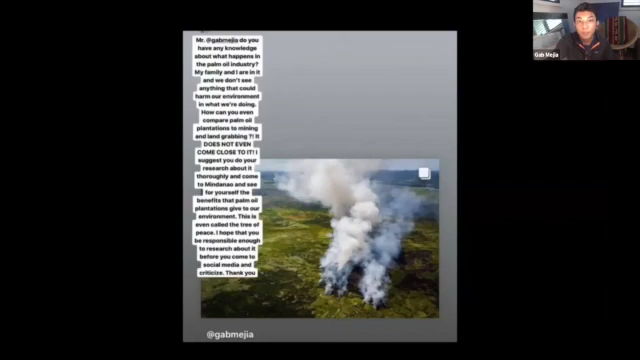 Mr. @gabmejia do you
have any knowledge
about what happens in
the palm oil industry?
My family and I are in it
and we don't see
anything that could
harm our environment
in what we're doing.
How can you even
compare palm oil
plantations to mining
and land grabbing ?! It
DOES NOT EVEN
COME CLOSE TO IT! I
suggest you do your
research about it
thoroughly and come
to Mindanao and see
for yourself the
benefits that palm oil
plantations give to our
environment. This is
even called the tree of
peace. I hope that you
be responsible enough
to research about it
before you come to
social media and
criticize. Thank you
@gabmejia
Gab Mejia